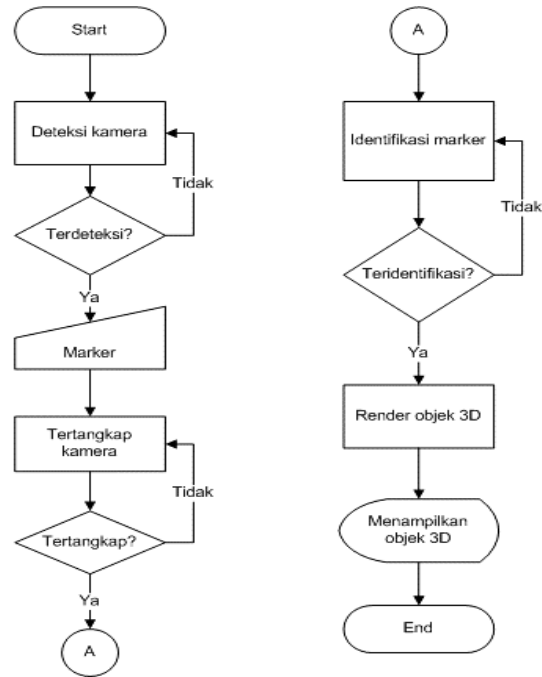 Start
Deteksi kamera
Tidak
Terdeteksi?
Ya
Marker
Tertangkap
kamera
Tidak
Tertangkap?
Ya
A
A
Identifikasi marker
Tidak
Teridentifikasi?
Ya
Render objek 3D
Menampilkan
objek 3D
End